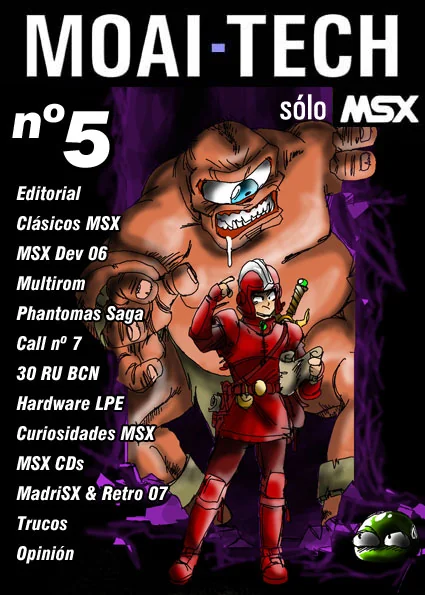 MOAI-TECH
sólo MSX
nº5
Editorial
Clásicos MSX
MSX Dev 06
Multirom
Phantomas Saga
Call nº 7
30 RU BCN
Hardware LPE
Curiosidades MSX
MSX CDs
MadriSX & Retro 07
Trucos
Opinión